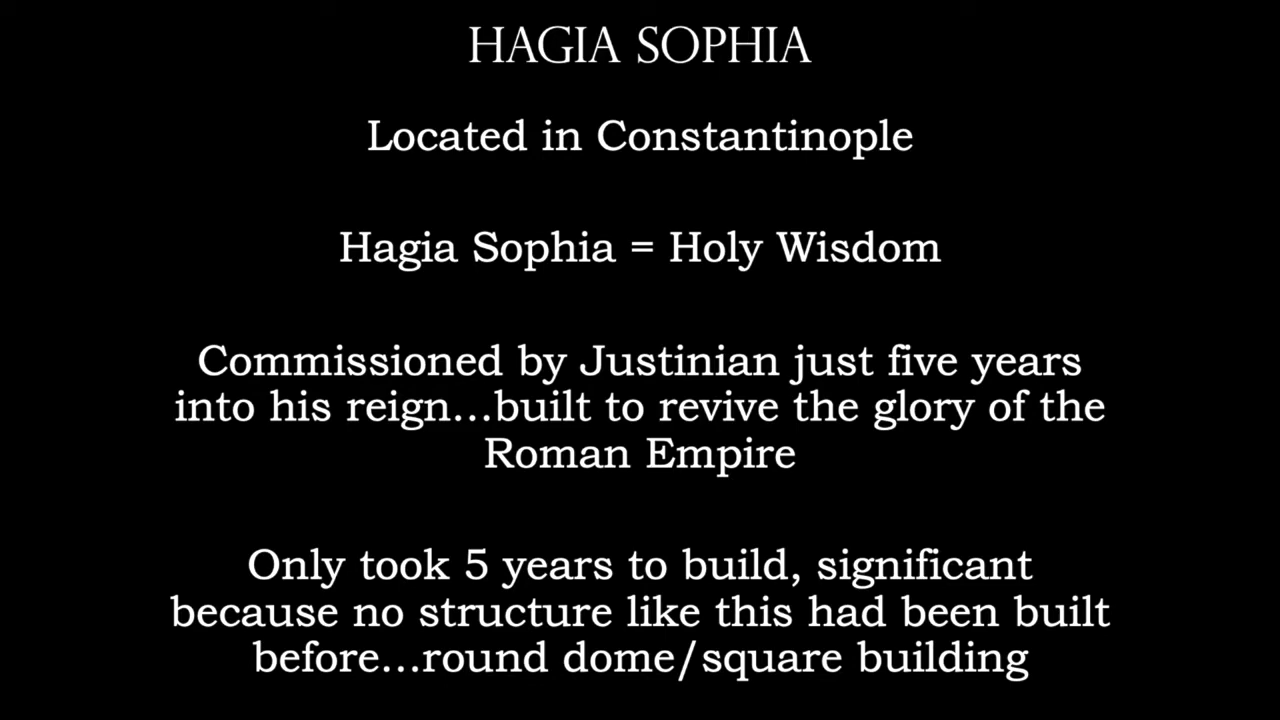 HAGIA SOPHIA
Located in Constantinople
Hagia Sophia = Holy Wisdom
Commissioned by Justinian just five years
into his reign...built to revive the glory of the
Roman Empire
Only took 5 years to build, significant
because no structure like this had been built
before...round dome/square building